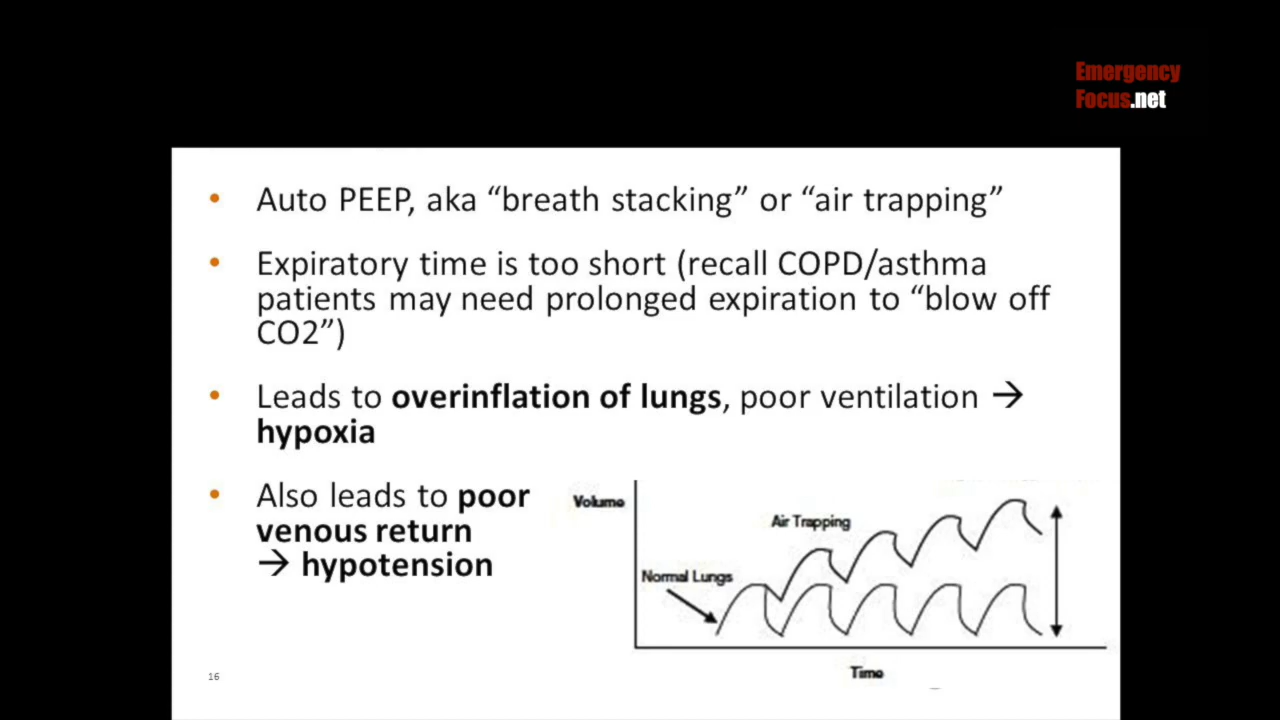 Emergency
Focus.net
• Auto PEEP, aka “breath stacking” or “air trapping”
• Expiratory time is too short (recall COPD/asthma
patients may need prolonged expiration to “blow off
CO2”)
• Leads to overinflation of lungs, poor ventilation →
hypoxia
• Also leads to poor
venous return
→ hypotension
Volume
Air Trapping
Normal Lungs
Time
16